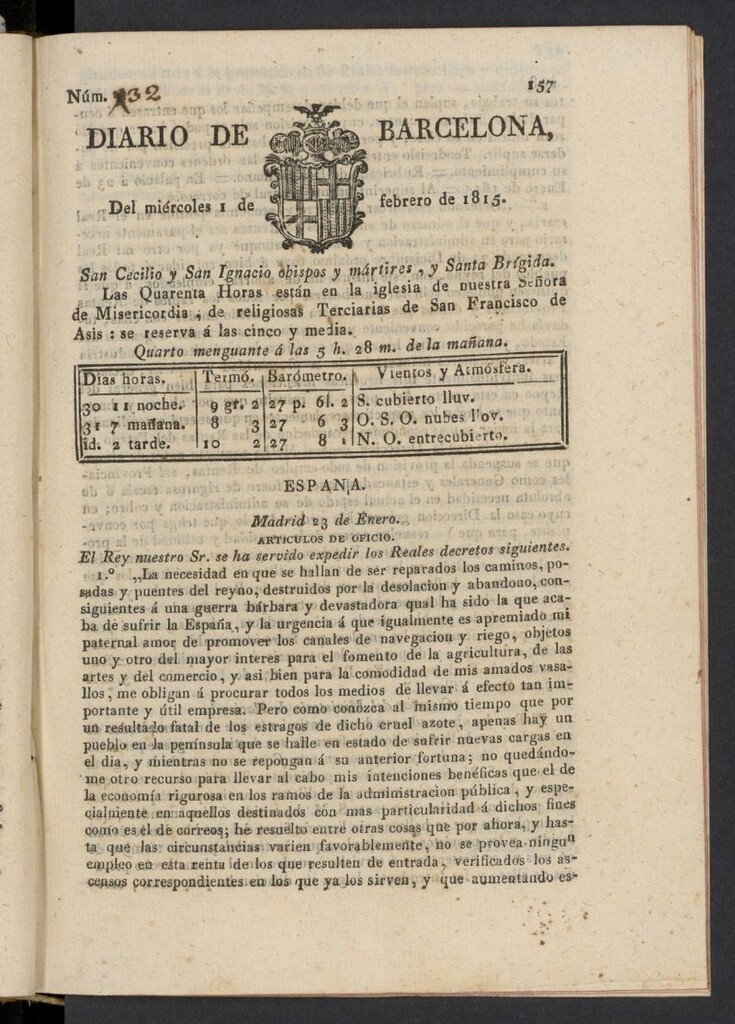 Núm. 32
157
DIARIO DE BARCELONA,
Del miércoles 1 de febrero de 1815.
San Cecilio y San Ignacio obispos y mártires, y Santa Brígida.
Las Quarenta Horas están en la iglesia de nuestra Señora
de Misericordia, de religiosas Terciarias de San Francisco de
Asis: se reserva á las cinco y media.
Quarto menguante á las 5 h. 28 m. de la mañana.
Dias horas. Termó. Barómetro. Vientos y Atmósfera.
30 11 noche. 9 gr. 2 27 p. 6l. 2 S. cubierto lluv.
31 7 mañana. 8 3 27 6 3 O. S. O. nubes l'ov.
id. 2 tarde. 10 2 27 8 1 N. O. entrecubierto.
ESPAÑA.
Madrid 23 de Enero.
ARTICULOS DE OFICIO.
El Rey nuestro Sr. se ha servido expedir los Reales decretos siguientes.
1.º „La necesidad en que se hallan de ser reparados los caminos, po-
sadas y puentes del reyno, destruidos por la desolacion y abandono, con-
siguientes á una guerra bárbara y devastadora qual ha sido la que aca-
ba de sufrir la España, y la urgencia á que igualmente es apremiado mi
paternal amor de promover los canales de navegacion y riego, objetos
uno y otro del mayor interes para el fomento de la agricultura, de las
artes y del comercio, y asi bien para la comodidad de mis amados vasa-
llos, me obligan á procurar todos los medios de llevar á efecto tan im-
portante y útil empresa. Pero como conozca al mismo tiempo que por
un resultado fatal de los estragos de dicho cruel azote, apenas hay un
pueblo en la península que se halle en estado de sufrir nuevas cargas en
el dia, y mientras no se repongan á su anterior fortuna; no quedándo-
me otro recurso para llevar al cabo mis intenciones benéficas que el de
la economía rigurosa en los ramos de la administracion pública, y espe-
cialmente en aquellos destinados con mas particularidad á dichos fines
como es el de correos; he resuelto entre otras cosas que por ahora, y has-
ta que las circunstancias varien favorablemente, no se provea ningun
empleo en esta renta de los que resulten de entrada, verificados los as-
censos correspondientes en los que ya los sirven, y que aumentando es-